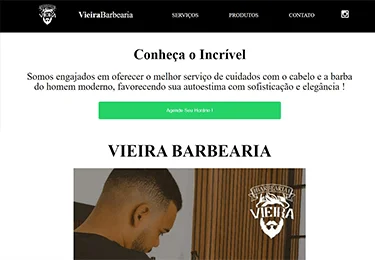 VIEIRA
VieiraBarbearia
SERVIÇOS
PRODUTOS
CONTATO
Conheça o Incrível
Somos engajados em oferecer o melhor serviço de cuidados com o cabelo e a barba
do homem moderno, favorecendo sua autoestima com sofisticação e elegância !
Agende Seu Horário !
VIEIRA BARBEARIA
BARBEARIA
VIEIRA